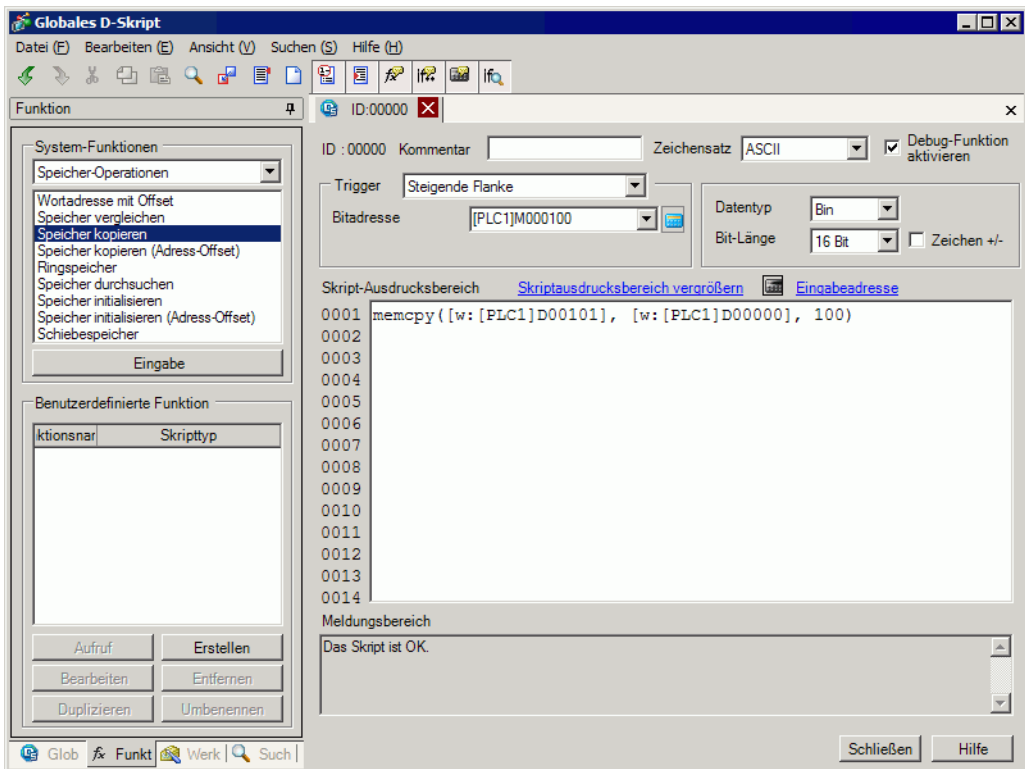 Globales D-Skript
Datei (F) Bearbeiten (E) Ansicht (V) Suchen (S) Hilfe (H)
Funktion
ID:00000
System-Funktionen
Speicher-Operationen
Wortadresse mit Offset
Speicher vergleichen
Speicher kopieren
Speicher kopieren (Adress-Offset)
Ringspeicher
Speicher durchsuchen
Speicher initialisieren
Speicher initialisieren (Adress-Offset)
Schiebespeicher
Eingabe
Benutzerdefinierte Funktion
ktionsnar Skripttyp
Aufruf Erstellen
Bearbeiten Entfernen
Duplizieren Umbenennen
Glob fx Funkt Werk Such
ID : 00000 Kommentar Zeichensatz ASCII Debug-Funktion aktivieren
Trigger Steigende Flanke
Bitadresse [PLC1]M000100
Datentyp Bin
Bit-Länge 16 Bit Zeichen +/-
Skript-Ausdrucksbereich Skriptausdrucksbereich vergrößern Eingabeadresse
0001 memcpy([w:[PLC1]D00101], [w:[PLC1]D00000], 100)
0002
0003
0004
0005
0006
0007
0008
0009
0010
0011
0012
0013
0014
Meldungsbereich
Das Skript ist OK.
Schließen Hilfe